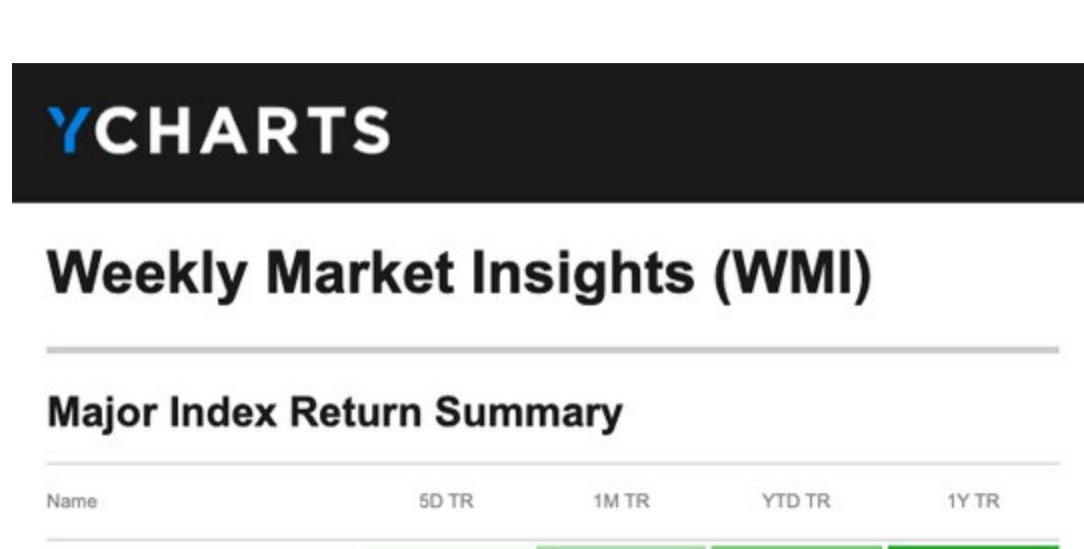 YCHARTS
Weekly Market Insights (WMI)
Major Index Return Summary
Name 5D TR 1M TR YTD TR 1Y TR